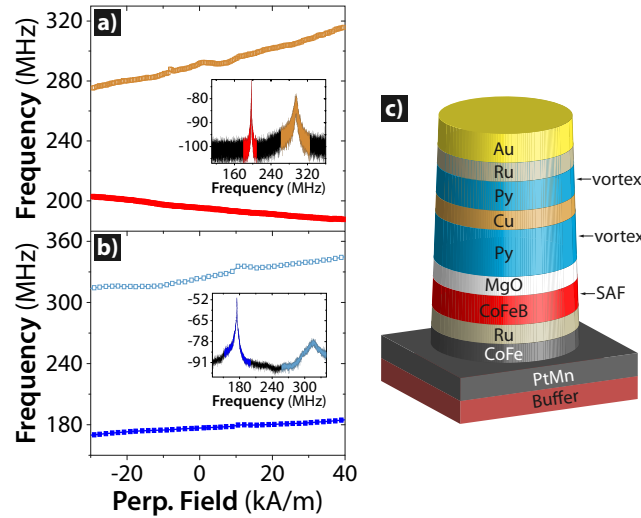 a)
Frequency (MHz)
320
280
240
200
-80
-90
-100
160
240
320
Frequency (MHz)
b)
Frequency (MHz)
360
300
240
180
-52
-65
-78
-91
180
240
300
Frequency (MHz)
-20
0
20
40
Perp. Field (kA/m)
c)
Au
Ru
Py
vortex
Cu
Py
vortex
MgO
CoFeB
SAF
Ru
CoFe
PtMn
Buffer